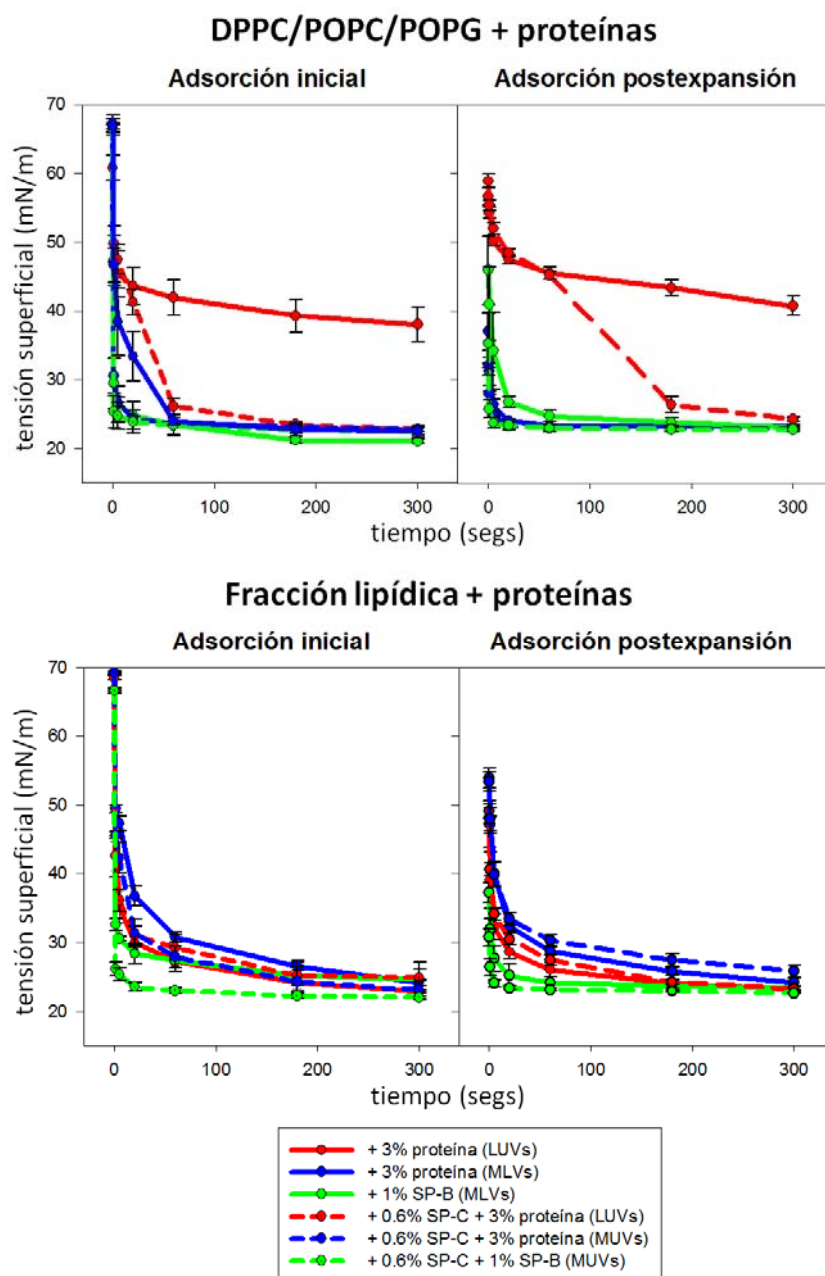 DPPC/POPC/POPG + proteínas
Adsorción inicial
Adsorción postexpansión
tensión superficial (mN/m)
70
60
50
40
30
20
0 100 200 300
0 100 200 300
tiempo (segs)
Fracción lipídica + proteínas
Adsorción inicial
Adsorción postexpansión
tensión superficial (mN/m)
70
60
50
40
30
20
0 100 200 300
0 100 200 300
tiempo (segs)
+ 3% proteína (LUVs)
+ 3% proteína (MLVs)
+ 1% SP-B (MLVs)
+ 0.6% SP-C + 3% proteína (LUVs)
+ 0.6% SP-C + 3% proteína (MUVs)
+ 0.6% SP-C + 1% SP-B (MUVs)